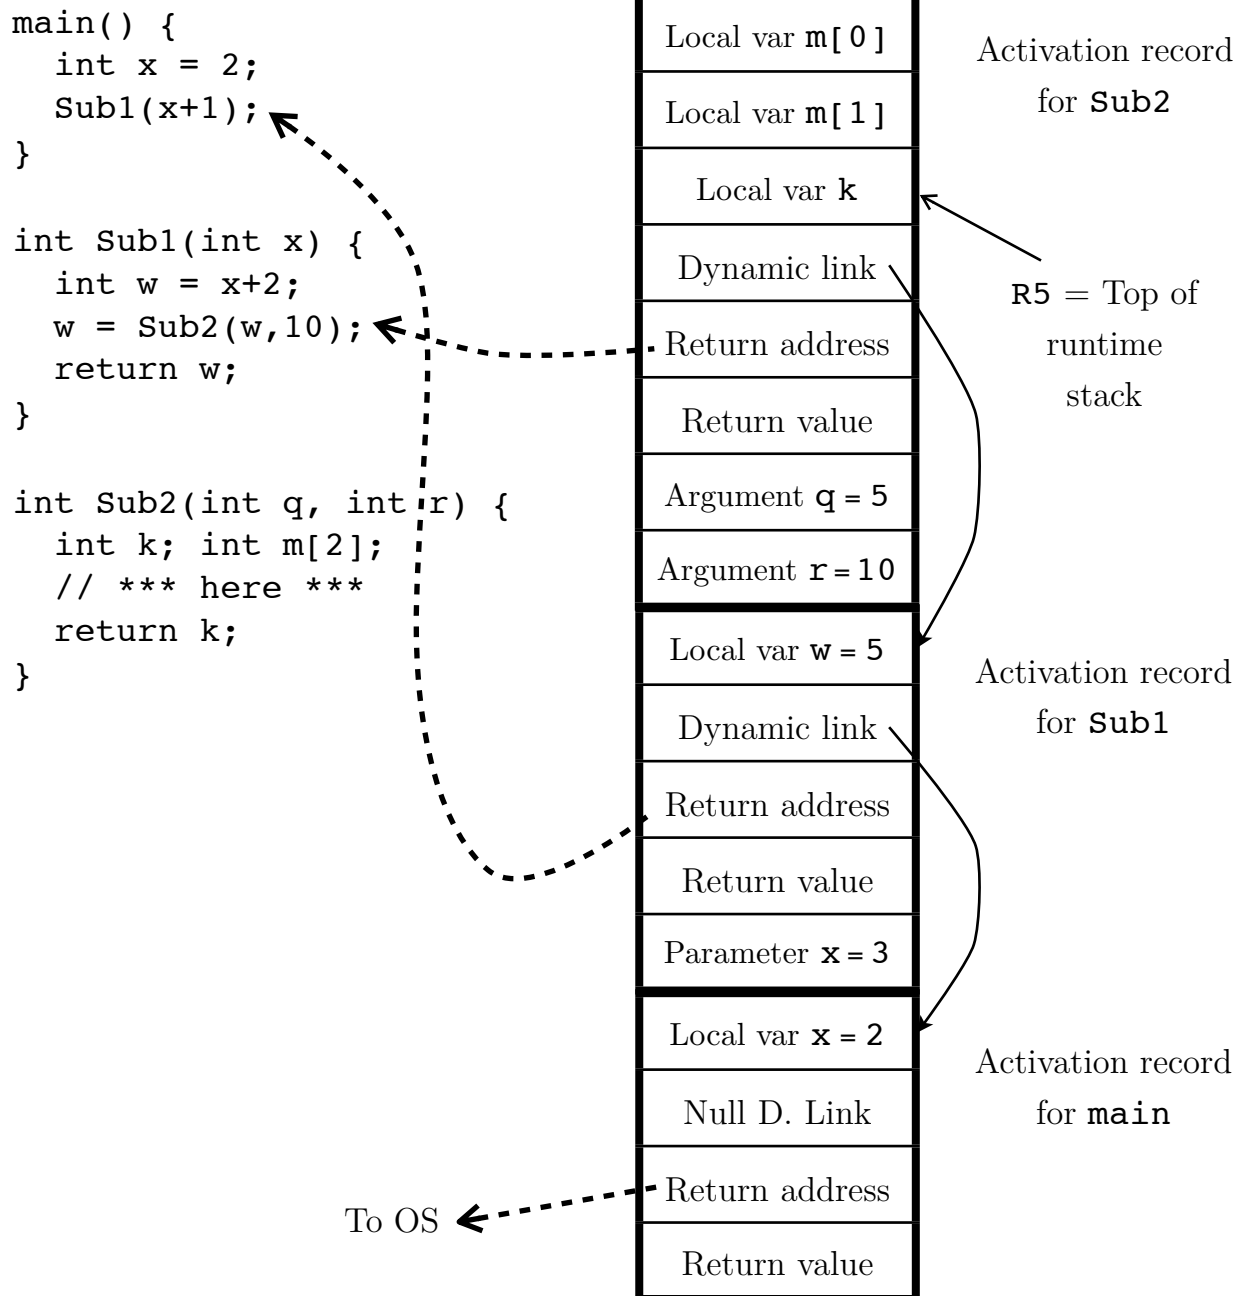 main() {
  int x = 2;
  Sub1(x+1);
}
int Sub1(int x) {
  int w = x+2;
  w = Sub2(w,10);
  return w;
}
int Sub2(int q, int r) {
  int k; int m[2];
  // *** here ***
  return k;
}
To OS
Local var m[0]
Local var m[1]
Local var k
Dynamic link
Return address
Return value
Argument q = 5
Argument r = 10
Local var w = 5
Dynamic link
Return address
Return value
Parameter x = 3
Local var x = 2
Null D. Link
Return address
Return value
Activation record
for Sub2
R5 = Top of
runtime
stack
Activation record
for Sub1
Activation record
for main